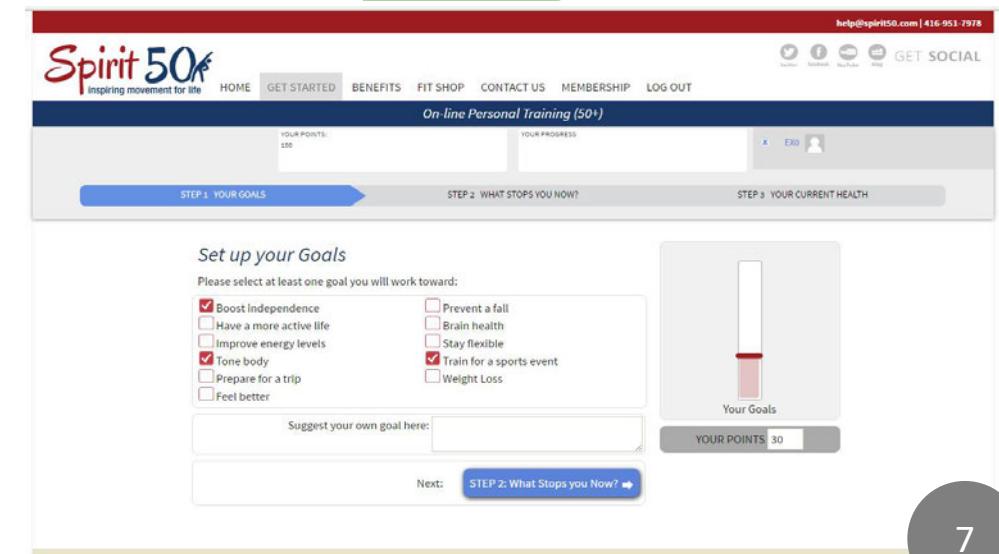 help@spirit50.com | 416-951-7978
Spirit 50
inspiring movement for life
HOME GET STARTED BENEFITS FIT SHOP CONTACT US MEMBERSHIP LOG OUT
twitter facebook YouTube blog GET SOCIAL
On-line Personal Training (50+)
YOUR POINTS:
150
YOUR PROGRESS
X EXO
STEP 1 YOUR GOALS
STEP 2 WHAT STOPS YOU NOW?
STEP 3 YOUR CURRENT HEALTH
Set up your Goals
Please select at least one goal you will work toward:
Boost Independence
Have a more active life
Improve energy levels
Tone body
Prepare for a trip
Feel better
Prevent a fall
Brain health
Stay flexible
Train for a sports event
Weight Loss
Suggest your own goal here:
Next: STEP 2: What Stops you Now?
Your Goals
YOUR POINTS 30
7